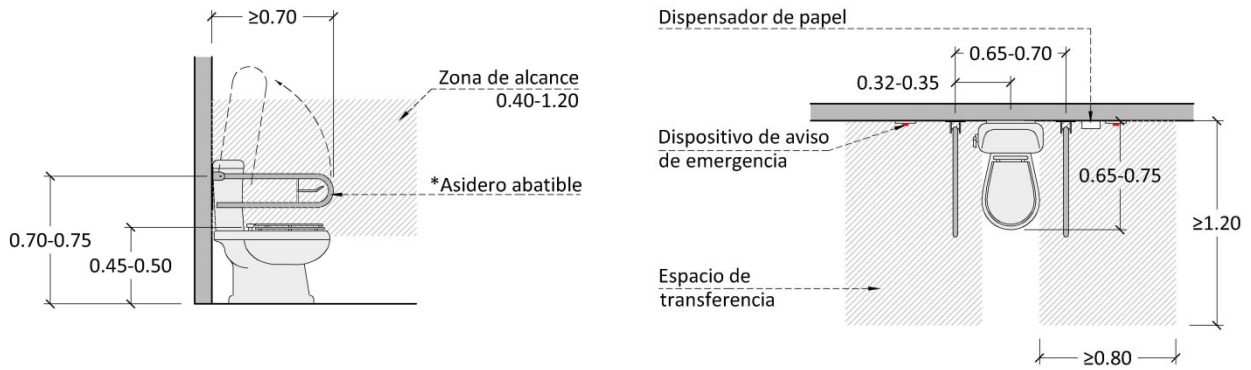 ≥0.70
Zona de alcance
0.40-1.20
*Asidero abatible
0.70-0.75
0.45-0.50
Dispensador de papel
0.65-0.70
0.32-0.35
Dispositivo de aviso
de emergencia
0.65-0.75
≥1.20
Espacio de
transferencia
≥0.80